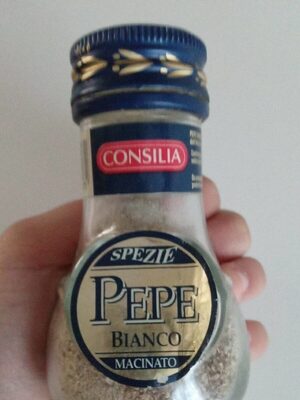 CONSILIA
SPEZIE
PEPE
BIANCO
MACINATO